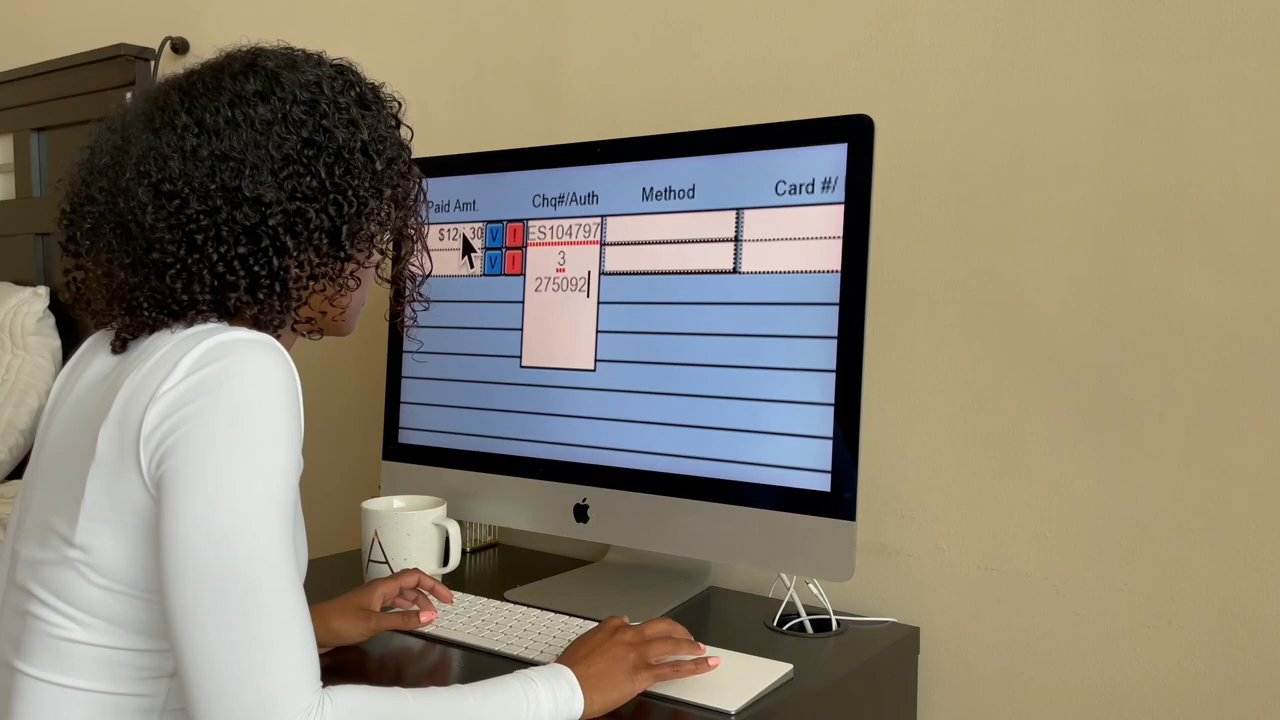 Paid Amt. Chq#/Auth Method Card #/
V ! ES104797
V ! 3
275092
A